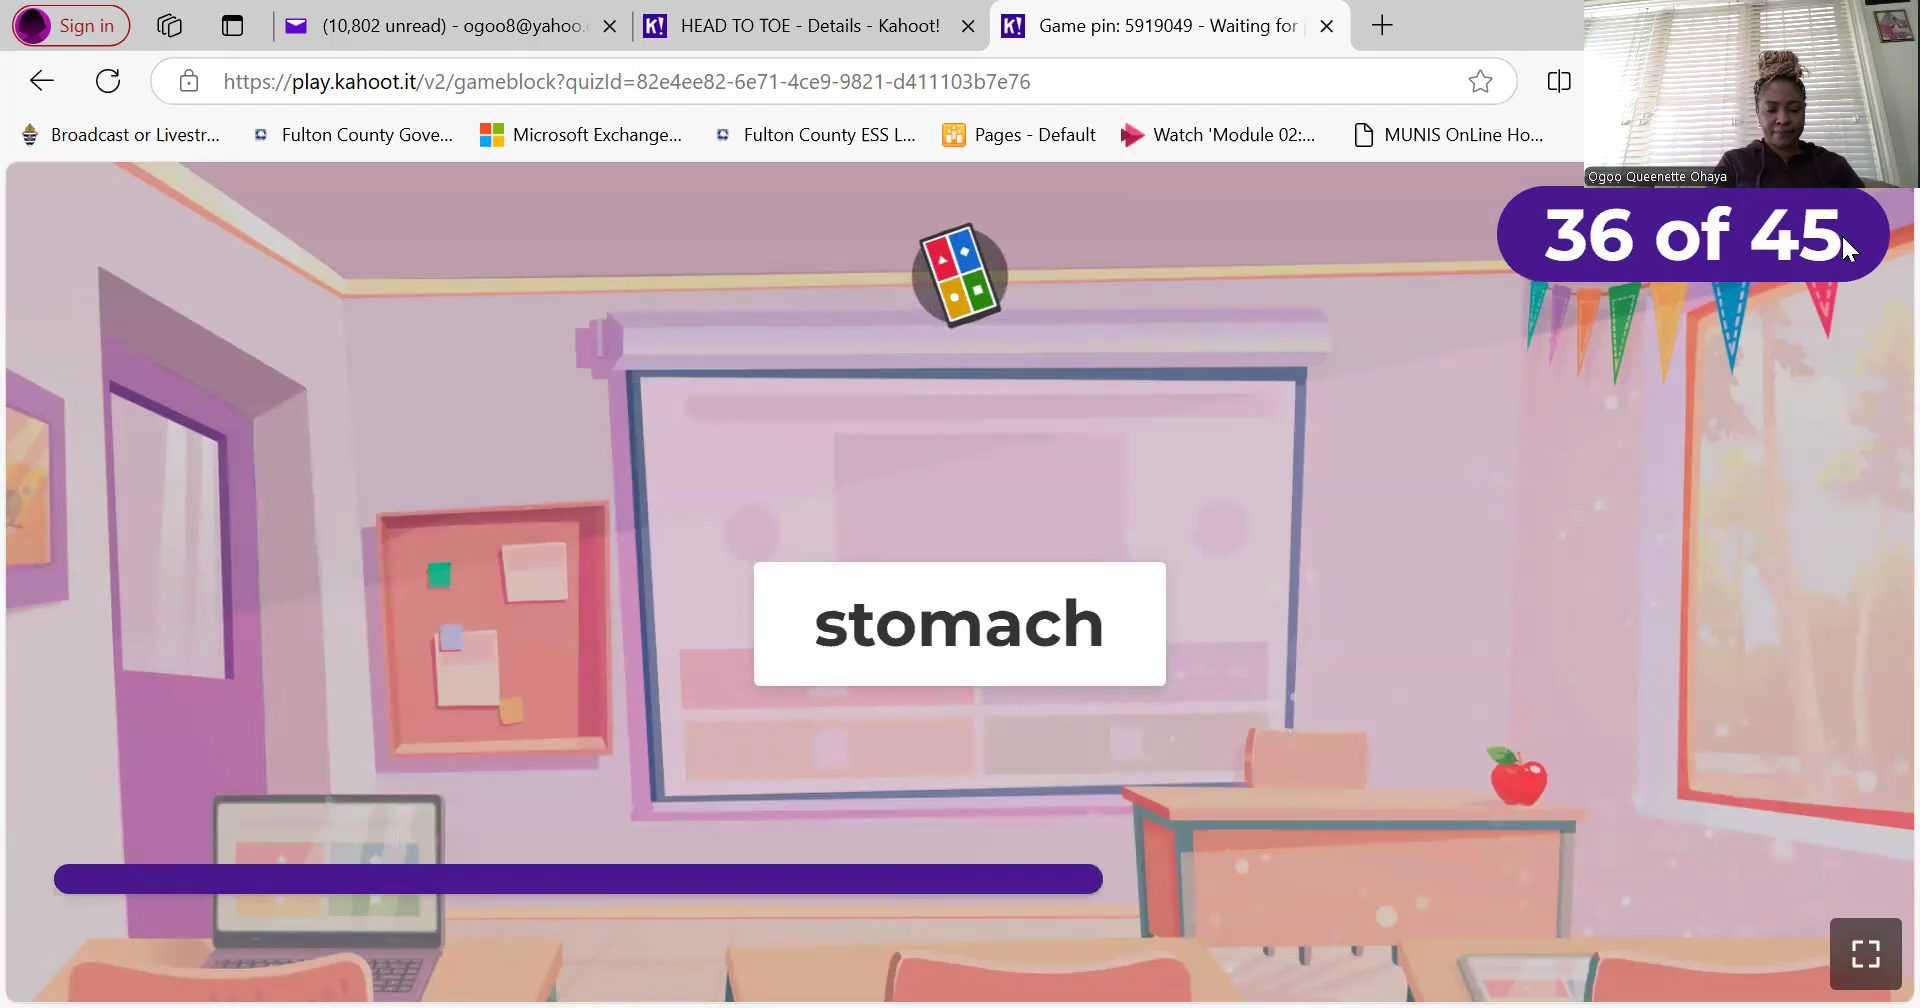 Sign in
(10,802 unread) - ogoo8@yahoo.
HEAD TO TOE - Details - Kahoot!
Game pin: 5919049 - Waiting for
https://play.kahoot.it/v2/gameblock?quizId=82e4ee82-6e71-4ce9-9821-d411103b7e76
Broadcast or Livestr...
Fulton County Gove...
Microsoft Exchange...
Fulton County ESS L...
Pages - Default
Watch 'Module 02:...
MUNIS OnLine Ho...
Ọgọọ Queenette Ohaya
36 of 45
stomach